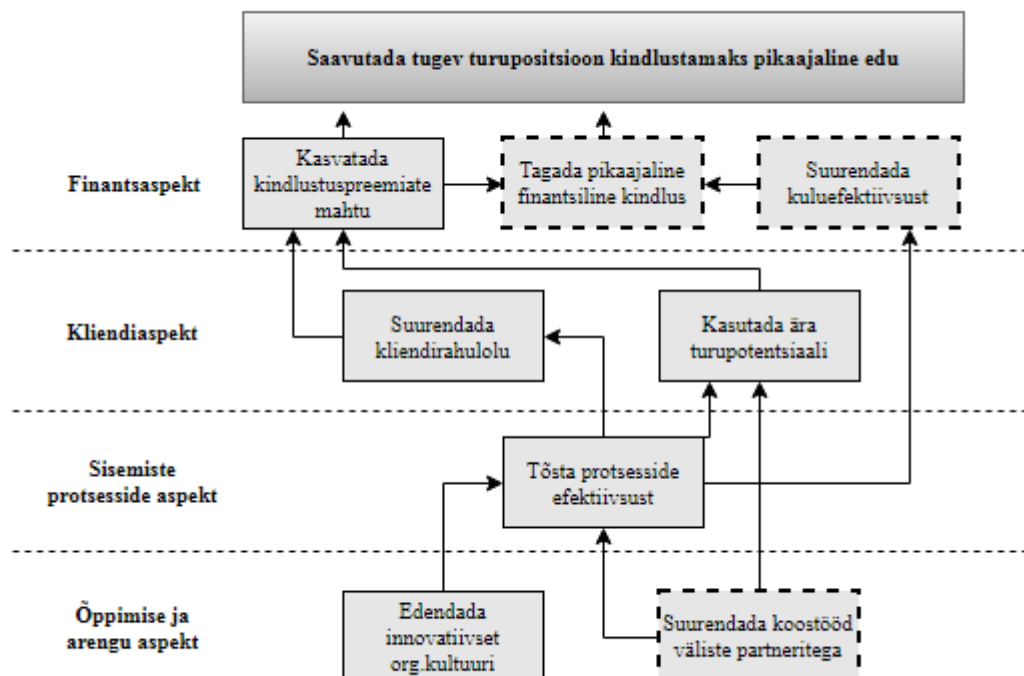 Saavutada tugev turupositsioon kindlustamaks pikaajaline edu
Finantsaspekt
Kasvatada
kindlustuspreemiate
mahtu
Tagada pikaajaline
finantsiline kindlus
Suurendada
kuluefektiivsust
Kliendiaspekt
Suurendada
kliendirahulolu
Kasutada ära
turupotentsiaali
Sisemiste
protsesside aspekt
Tõsta protsesside
efektiivsust
Õppimise ja
arengu aspekt
Edendada
innovatiivset
org.kultuuri
Suurendada koostööd
väliste partneritega